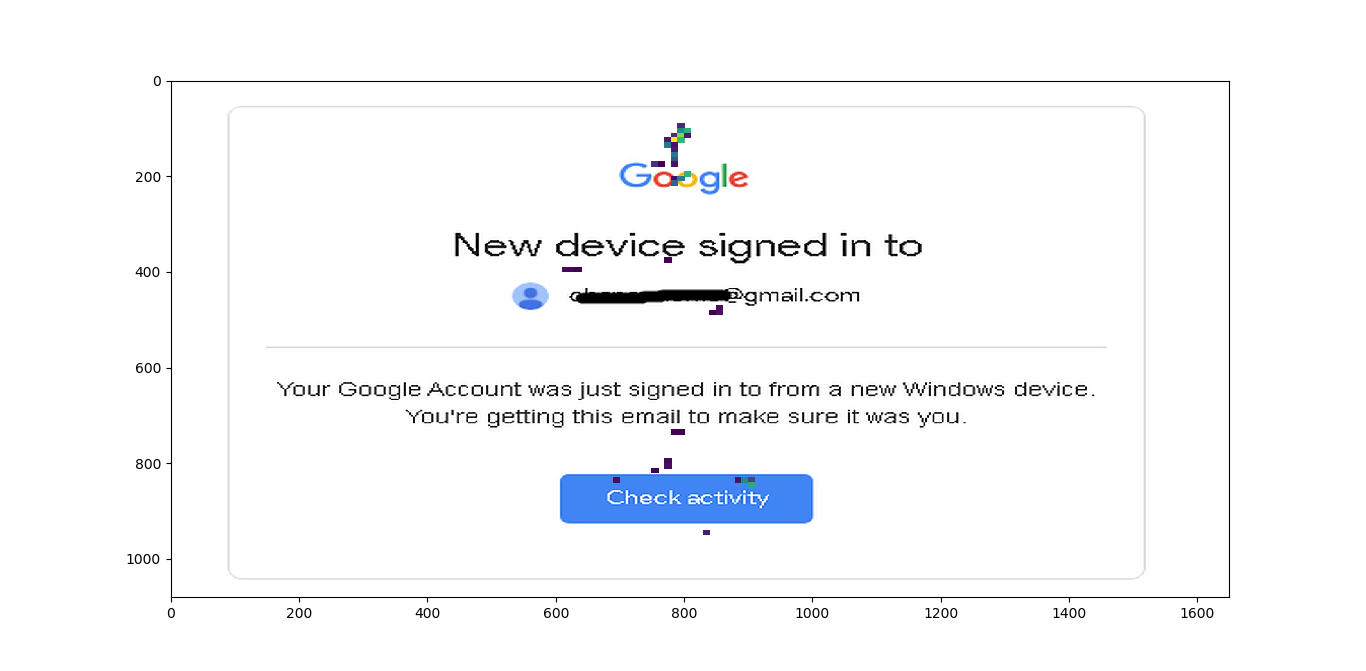 Google
New device signed in to
@gmail.com
Your Google Account was just signed in to from a new Windows device.
You're getting this email to make sure it was you.
Check activity
0
200
400
600
800
1000
0 200 400 600 800 1000 1200 1400 1600